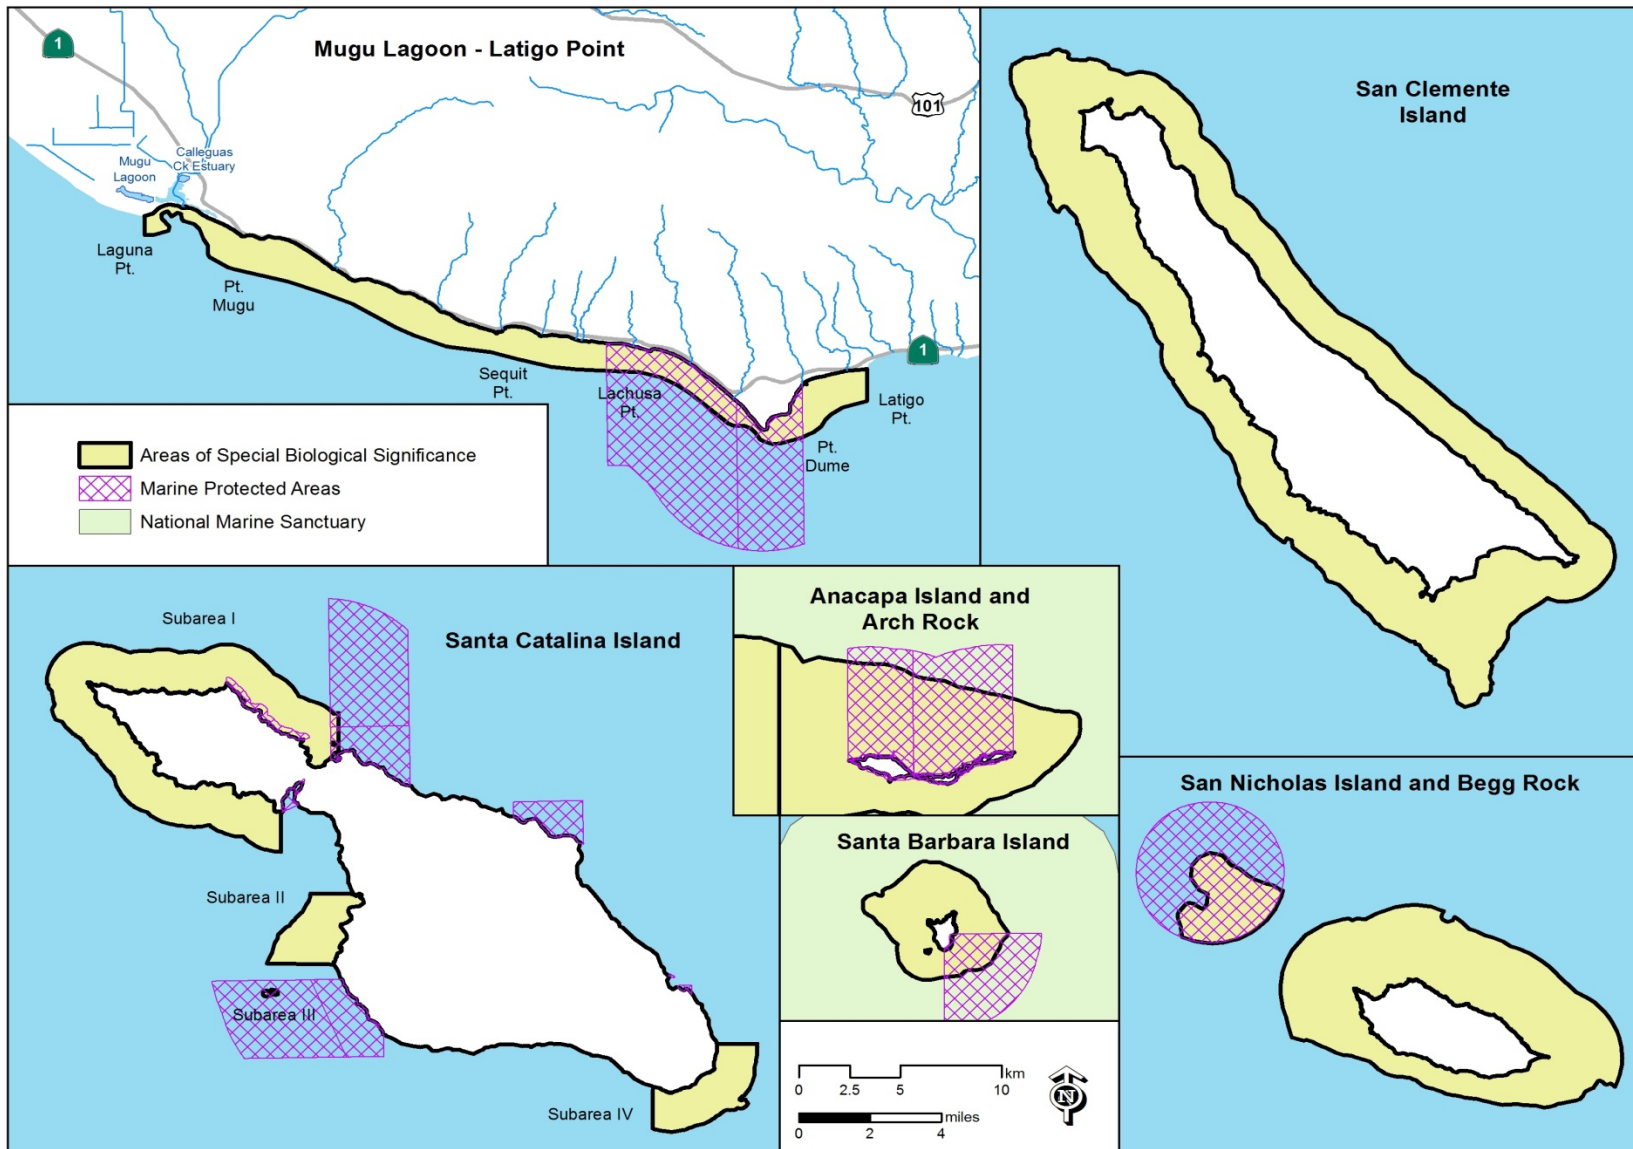 1
Mugu Lagoon - Latigo Point
101
Mugu
Lagoon
Calleguas
Ck Estuary
Laguna
Pt.
Pt.
Mugu
Sequit
Pt.
Lachusa
Pt.
1
Latigo
Pt.
Pt.
Dume
Areas of Special Biological Significance
Marine Protected Areas
National Marine Sanctuary
San Clemente
Island
Subarea I
Santa Catalina Island
Subarea II
Subarea III
Subarea IV
Anacapa Island and
Arch Rock
Santa Barbara Island
San Nicholas Island and Begg Rock
km
0 2.5 5 10
miles
0 2 4
N